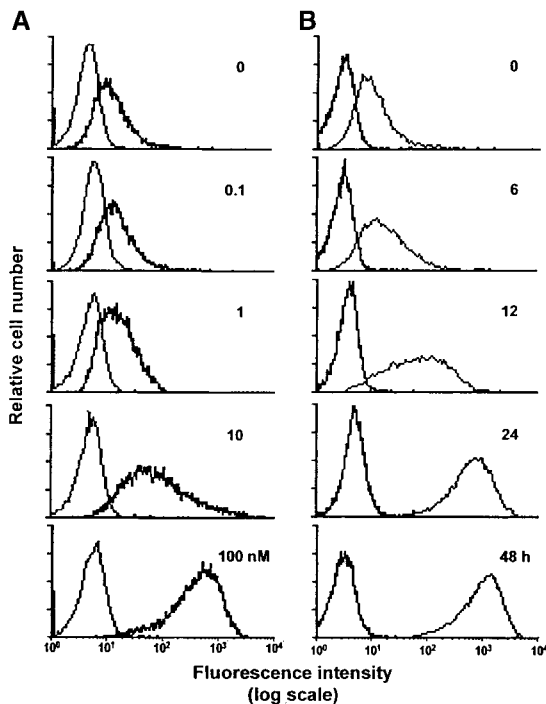 A
B
0
0
0.1
6
1
12
10
24
100 nM
48 h
Relative cell number
10⁰ 10¹ 10² 10³ 10⁴
10⁰ 10¹ 10² 10³ 10⁴
Fluorescence intensity
(log scale)